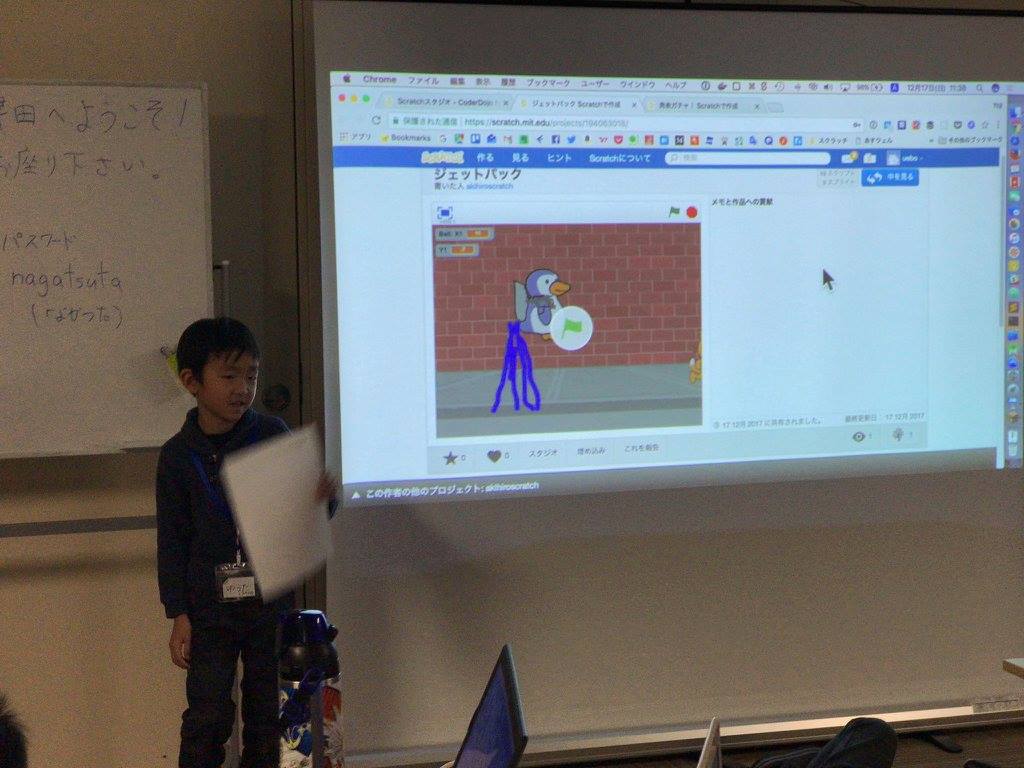 田へようこそ!
座り下さい。
パスワード
nagatsuta
(ながつた)
Chrome ファイル 編集 表示 履歴 ブックマーク ユーザー ウインドウ ヘルプ 98% 12月17日(日) 11:38
Scratchスタジオ - CoderDojo ジェットパック Scratchで作成 発表ガチャ! Scratchで作成
保護された通信 https://scratch.mit.edu/projects/194063018/
アプリ Bookmarks スクラッチ あすウェル その他のブックマーク
作る 見る ヒント Scratchについて 検索
ジェットパック
書いた人 akihiroscratch
中を見る
メモと作品への貢献
Ball: X1
Y1
17 12月 2017 に共有されました。 最終更新日: 17 12月 2017
0 0 スタジオ 埋め込み これを報告 1 1
この作者の他のプロジェクト: akihiroscratch